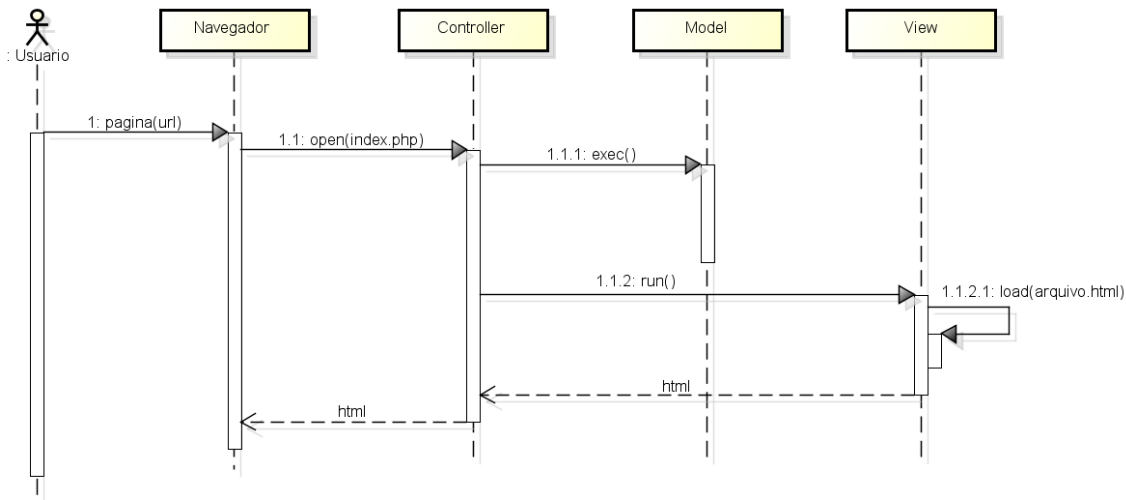 : Usuario
Navegador
Controller
Model
View
1: pagina(url)
1.1: open(index.php)
1.1.1: exec()
1.1.2: run()
1.1.2.1: load(arquivo.html)
html
html